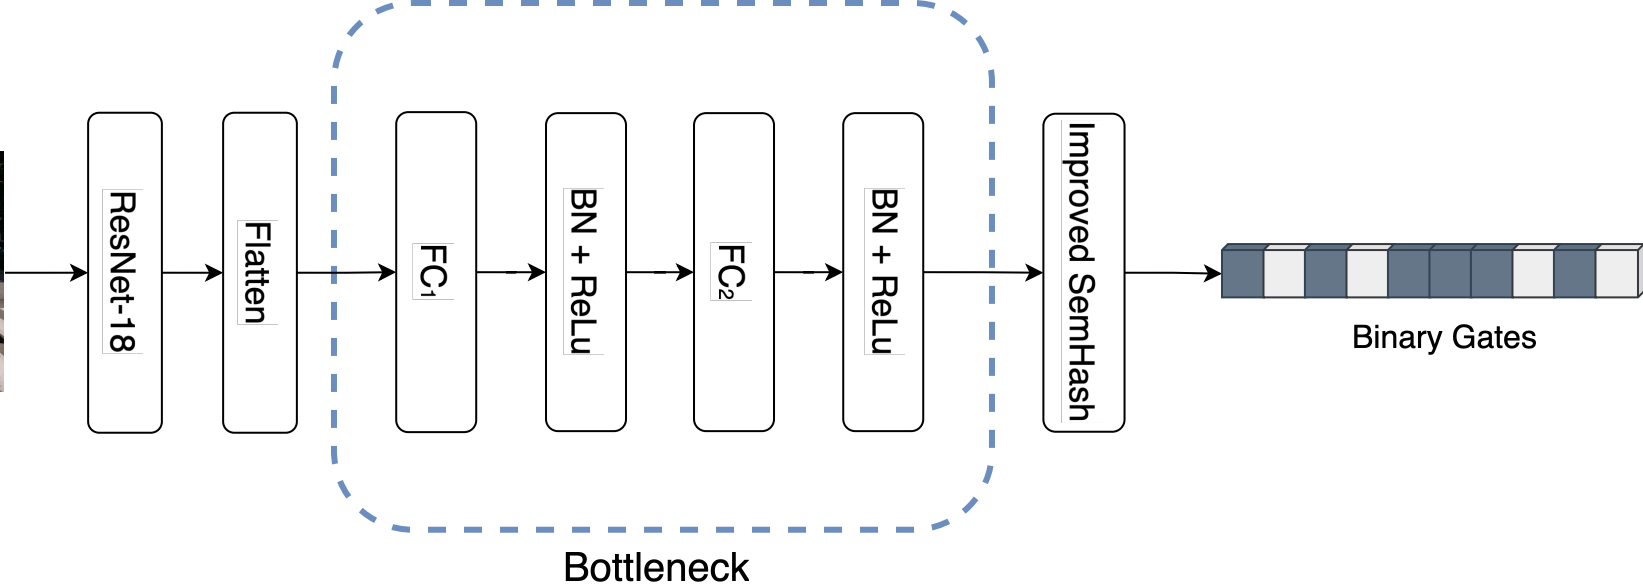 ResNet-18
Flatten
FC₁
BN + ReLu
FC₂
BN + ReLu
Improved SemHash
Binary Gates
Bottleneck